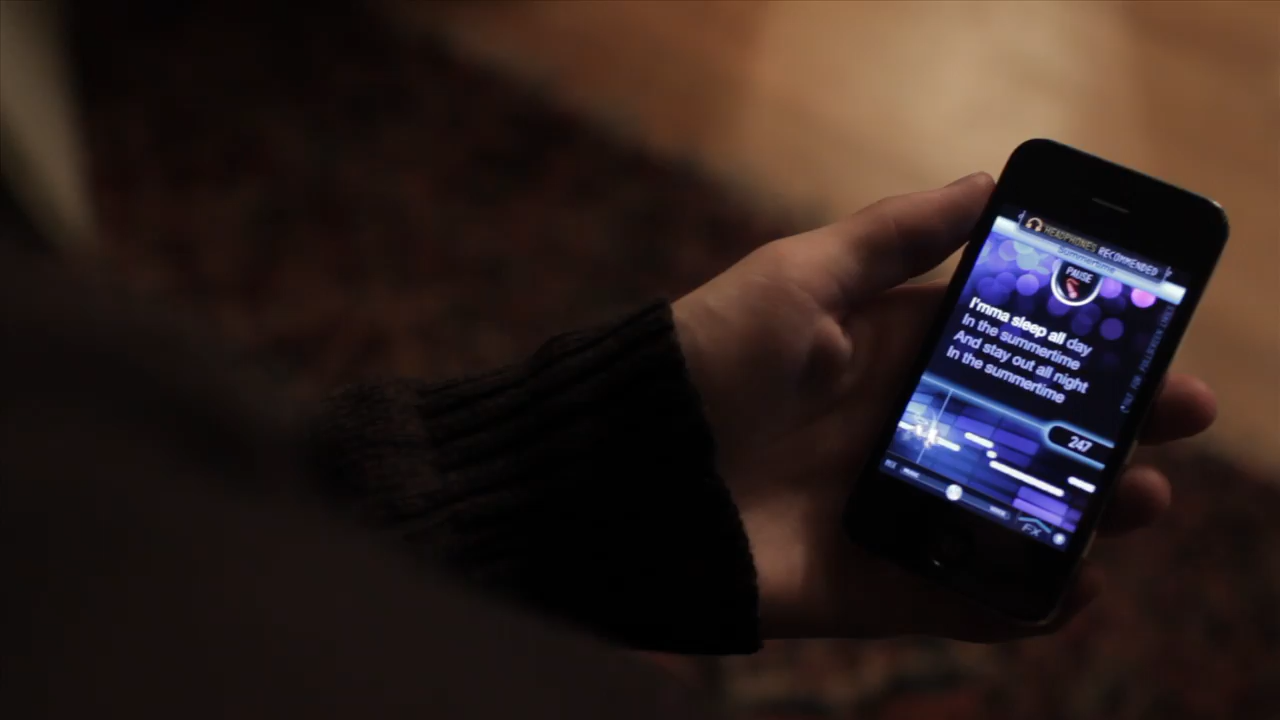 HEADPHONES RECOMMENDED
Summertime
PAUSE
I'mma sleep all day
In the summertime
And stay out all night
In the summertime
247
FX